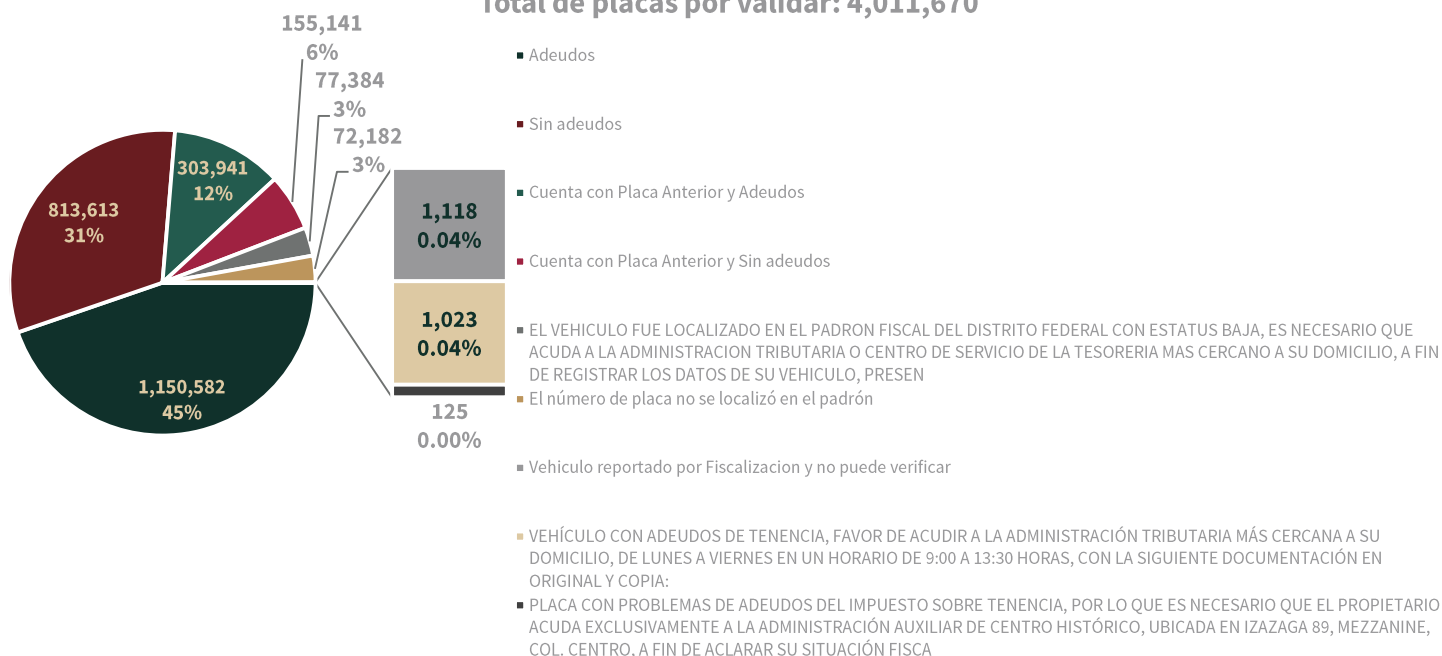 Total de placas por validar: 4,011,670
155,141
6%
77,384
3%
72,182
3%
303,941
12%
813,613
31%
1,150,582
45%
1,118
0.04%
1,023
0.04%
125
0.00%
Adeudos
Sin adeudos
Cuenta con Placa Anterior y Adeudos
Cuenta con Placa Anterior y Sin adeudos
EL VEHICULO FUE LOCALIZADO EN EL PADRON FISCAL DEL DISTRITO FEDERAL CON ESTATUS BAJA, ES NECESARIO QUE
ACUDA A LA ADMINISTRACION TRIBUTARIA O CENTRO DE SERVICIO DE LA TESORERIA MAS CERCANO A SU DOMICILIO, A FIN
DE REGISTRAR LOS DATOS DE SU VEHICULO, PRESEN
El número de placa no se localizó en el padrón
Vehiculo reportado por Fiscalizacion y no puede verificar
VEHÍCULO CON ADEUDOS DE TENENCIA, FAVOR DE ACUDIR A LA ADMINISTRACIÓN TRIBUTARIA MÁS CERCANA A SU
DOMICILIO, DE LUNES A VIERNES EN UN HORARIO DE 9:00 A 13:30 HORAS, CON LA SIGUIENTE DOCUMENTACIÓN EN
ORIGINAL Y COPIA:
PLACA CON PROBLEMAS DE ADEUDOS DEL IMPUESTO SOBRE TENENCIA, POR LO QUE ES NECESARIO QUE EL PROPIETARIO
ACUDA EXCLUSIVAMENTE A LA ADMINISTRACIÓN AUXILIAR DE CENTRO HISTÓRICO, UBICADA EN IZAZAGA 89, MEZZANINE,
COL. CENTRO, A FIN DE ACLARAR SU SITUACIÓN FISCA